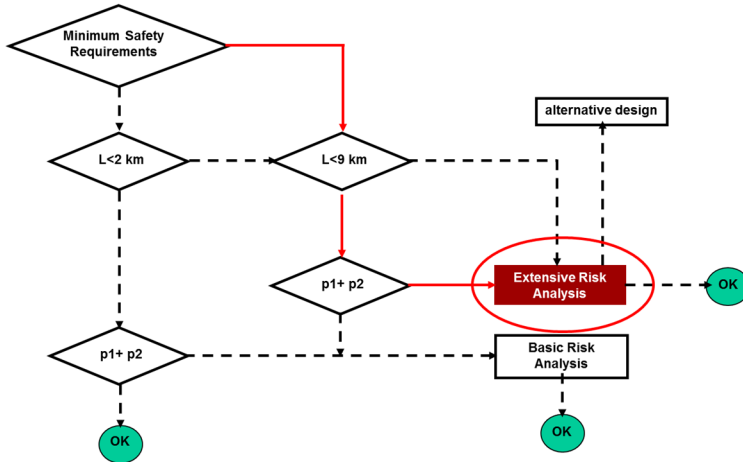 Minimum Safety
Requirements
alternative design
L<2 km
L<9 km
p1+ p2
Extensive Risk
Analysis
OK
p1+ p2
Basic Risk
Analysis
OK
OK